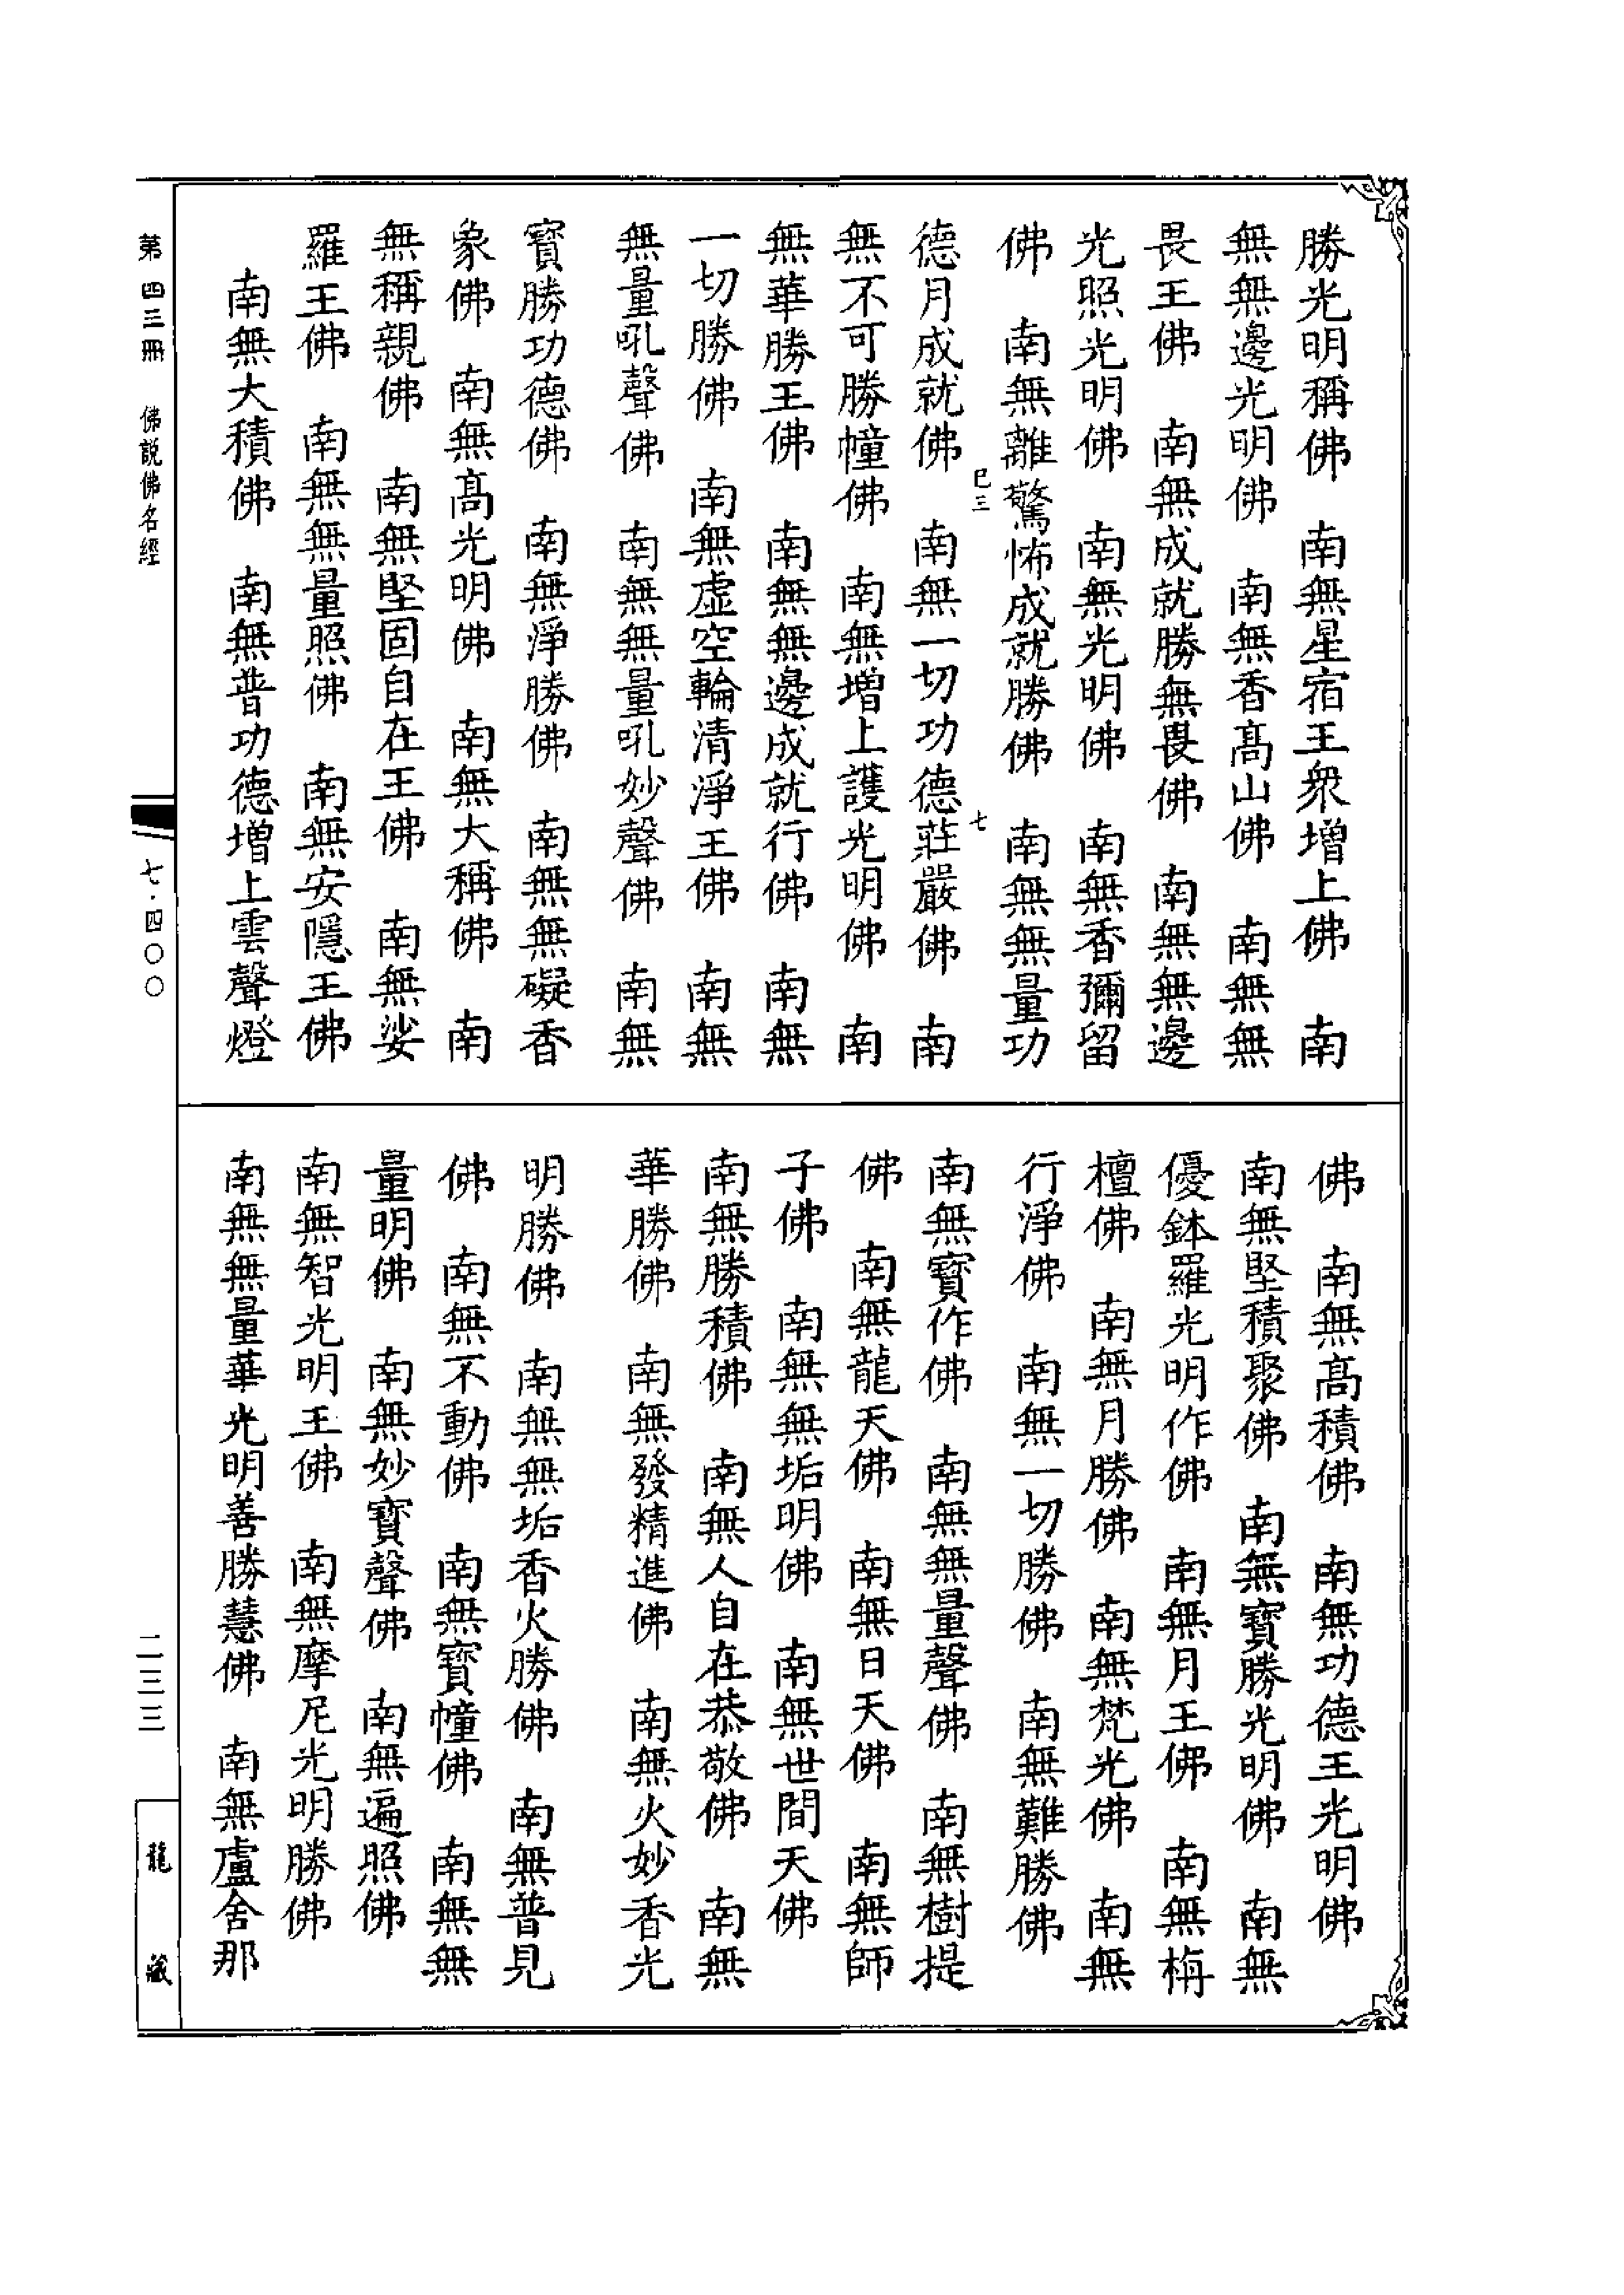 勝光明稱佛　南無星宿王衆增上佛　南
無無邊光明佛　南無香髙山佛　南無無
畏王佛　南無成就勝無畏佛　南無無邊
光照光明佛　南無光明佛　南無香彌留
佛　南無離驚怖成就勝佛　南無無量功
巳三　七
德月成就佛　南無一切功德莊嚴佛　南
無不可勝幢佛　南無增上護光明佛　南
無華勝王佛　南無無邊成就行佛　南無
一切勝佛　南無虛空輪清淨王佛　南無
無量吼聲佛　南無無量吼妙聲佛　南無
寳勝功德佛　南無淨勝佛　南無無礙香
象佛　南無髙光明佛　南無大稱佛　南
無稱親佛　南無堅固自在王佛　南無娑
羅王佛　南無無量照佛　南無安隱王佛
南無大積佛　南無普功德增上雲聲燈
佛　南無髙積佛　南無功德王光明佛
南無堅積聚佛　南無寳勝光明佛　南無
優鉢羅光明作佛　南無月王佛　南無栴
檀佛　南無月勝佛　南無梵光佛　南無
行淨佛　南無一切勝佛　南無難勝佛
南無寳作佛　南無無量聲佛　南無樹提
佛　南無龍天佛　南無日天佛　南無師
子佛　南無無垢明佛　南無世間天佛
南無勝積佛　南無人自在恭敬佛　南無
華勝佛　南無發精進佛　南無火妙香光
明勝佛　南無無垢香火勝佛　南無普見
佛　南無不動佛　南無寳幢佛　南無無
量明佛　南無妙寳聲佛　南無遍照佛
南無智光明王佛　南無摩尼光明勝佛
南無無量華光明善勝慧佛　南無盧舍那
第四三冊　佛説佛名經
七·四〇〇
二三三
龍藏